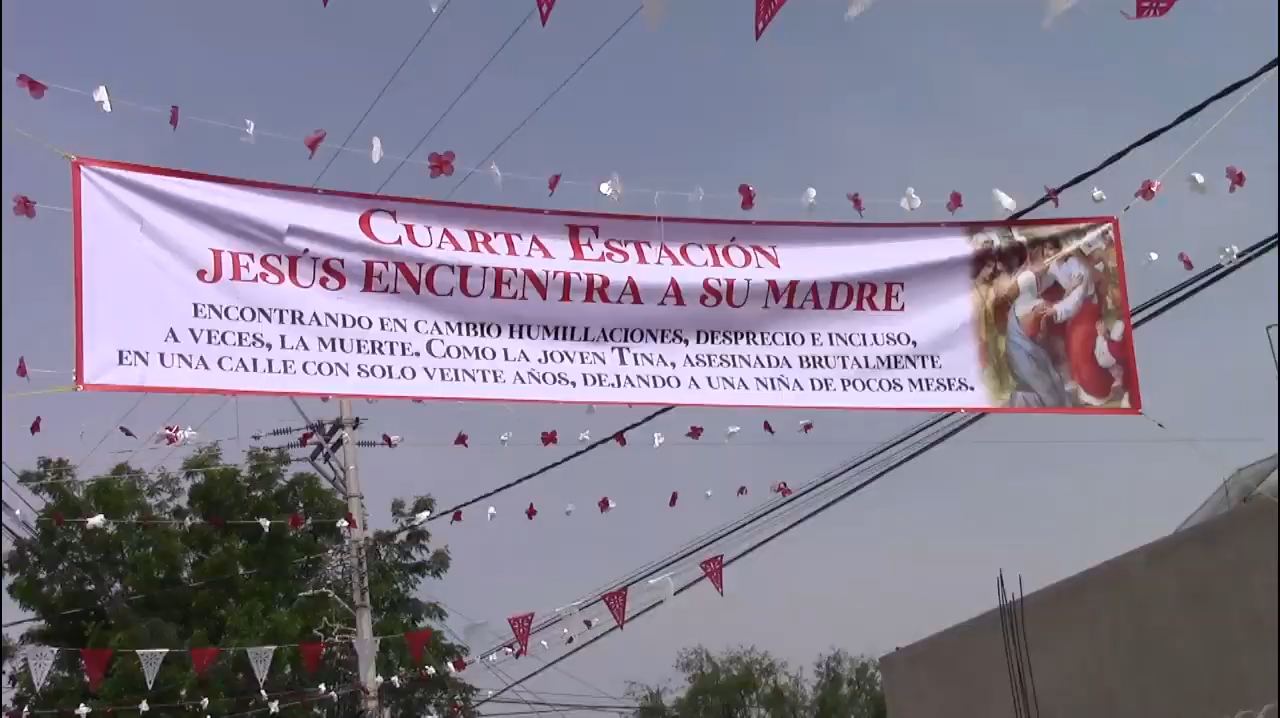 CUARTA ESTACIÓN
JESÚS ENCUENTRA A SU MADRE
ENCONTRANDO EN CAMBIO HUMILLACIONES, DESPRECIO E INCLUSO,
A VECES, LA MUERTE. COMO LA JOVEN TINA, ASESINADA BRUTALMENTE
EN UNA CALLE CON SOLO VEINTE AÑOS, DEJANDO A UNA NIÑA DE POCOS MESES.